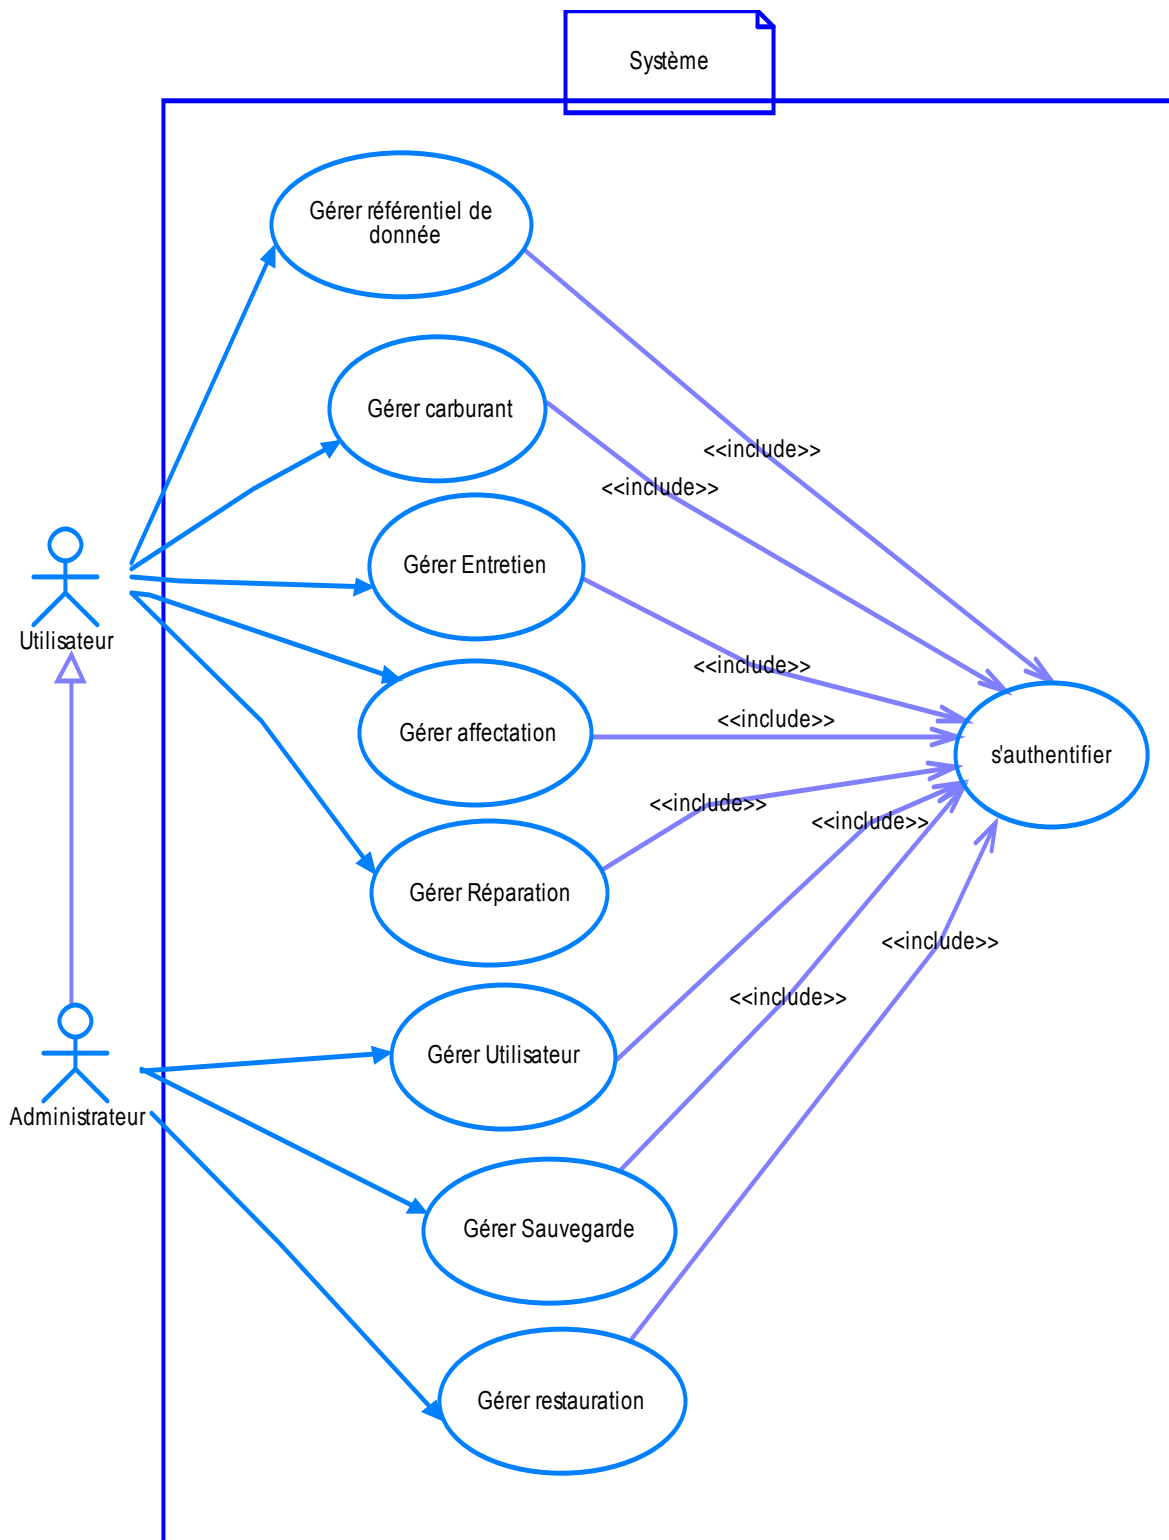 Système
Gérer référentiel de
donnée
Gérer carburant
<<include>>
<<include>>
Gérer Entretien
Utilisateur
<<include>>
Gérer affectation
<<include>>
s'authentifier
<<include>>
<<include>>
Gérer Réparation
<<include>>
<<include>>
Gérer Utilisateur
Administrateur
Gérer Sauvegarde
Gérer restauration